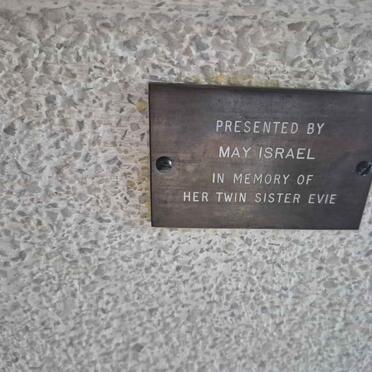 PRESENTED BY
MAY ISRAEL
IN MEMORY OF
HER TWIN SISTER EVIE